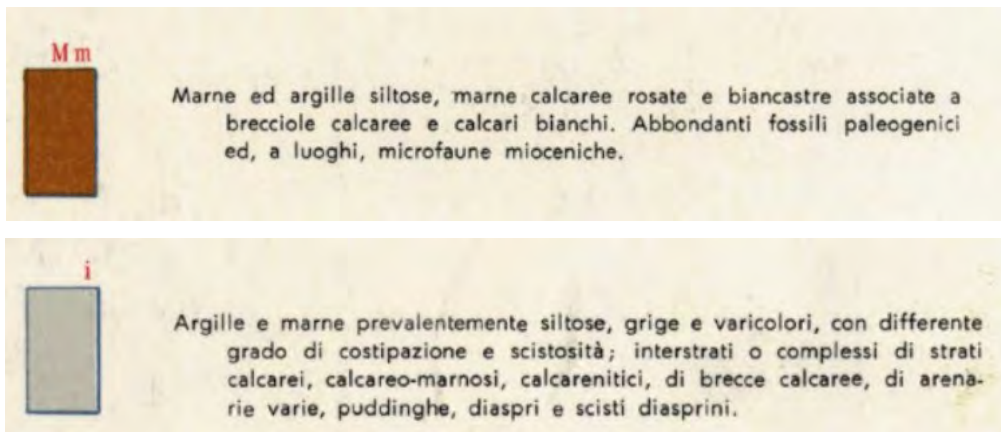 M m
Marne ed argille siltose, marne calcaree rosate e biancastre associate a
brecciole calcaree e calcari bianchi. Abbondanti fossili paleogenici
ed, a luoghi, microfaune mioceniche.
i
Argille e marne prevalentemente siltose, grige e varicolori, con differente
grado di costipazione e scistosità; interstrati o complessi di strati
calcarei, calcareo-marnosi, calcarenitici, di brecce calcaree, di arena-
rie varie, puddinghe, diaspri e scisti diasprini.